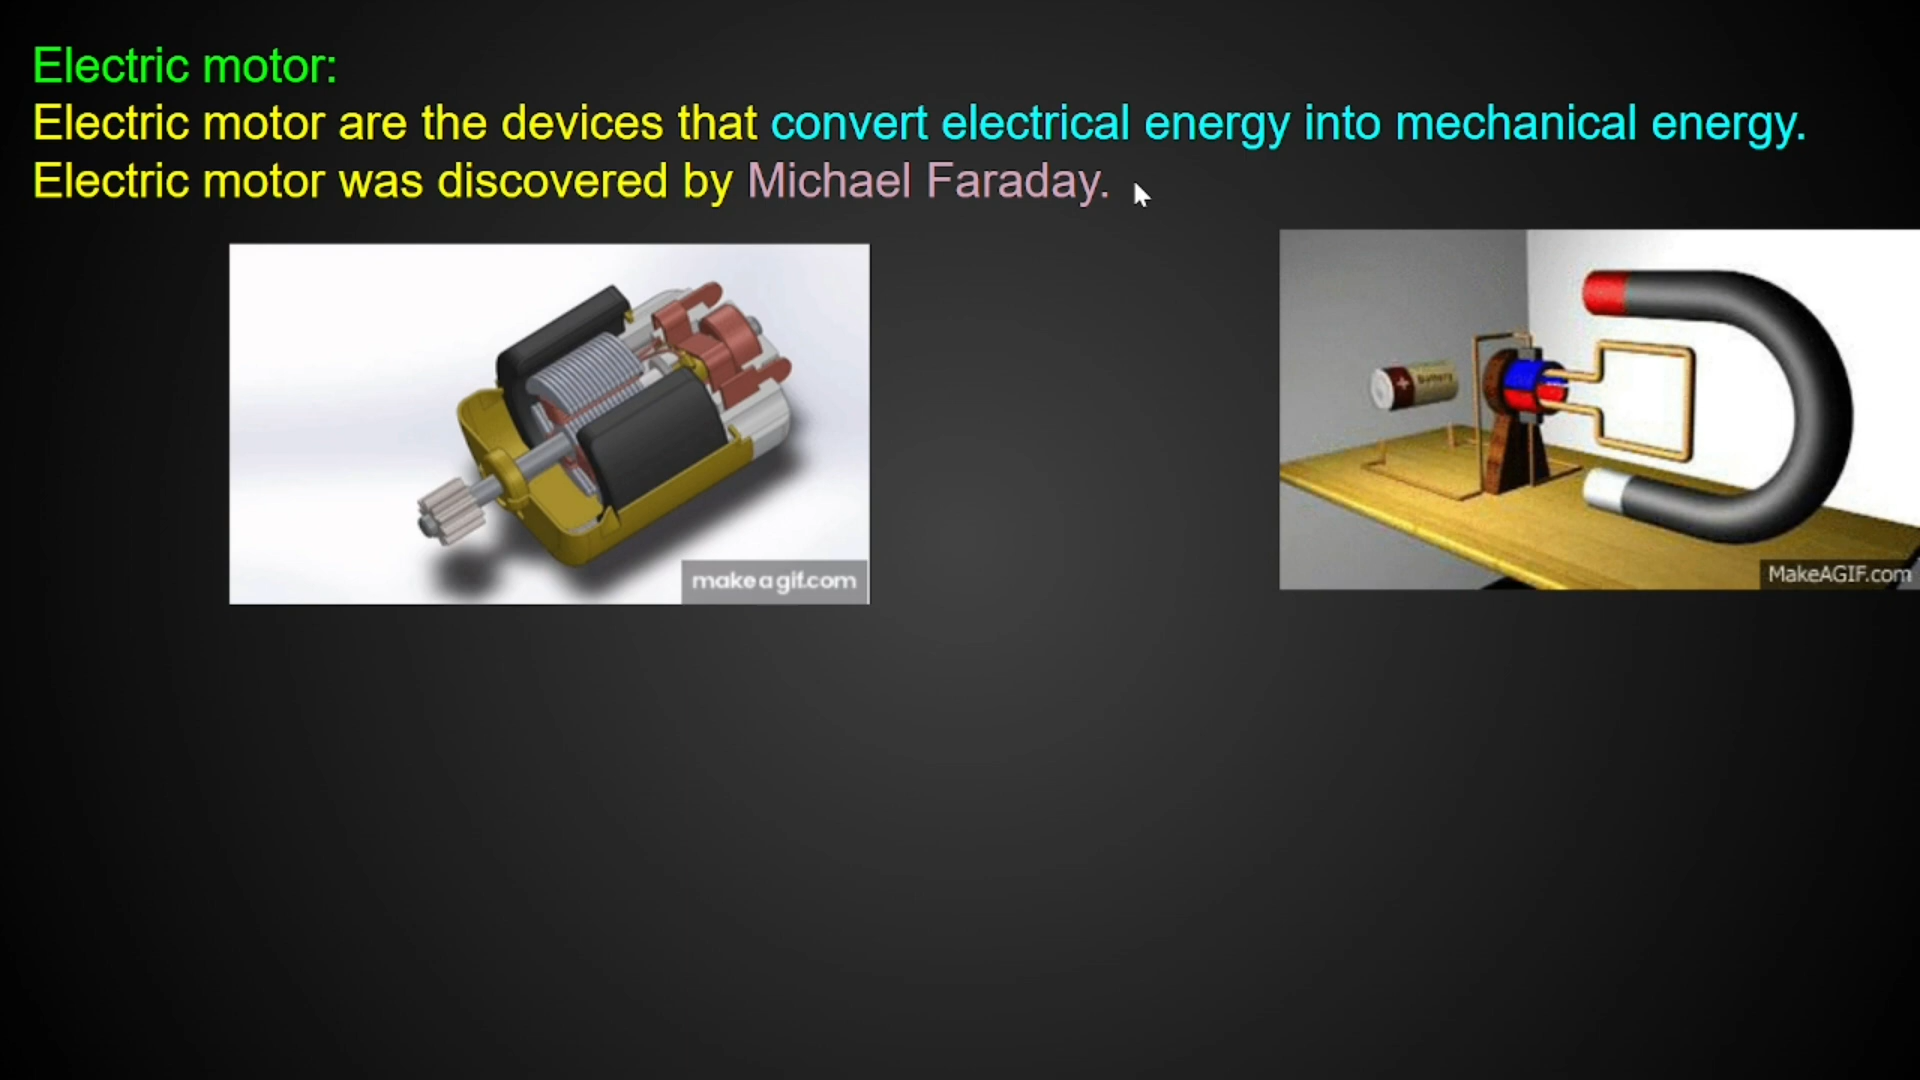 Electric motor:
Electric motor are the devices that convert electrical energy into mechanical energy.
Electric motor was discovered by Michael Faraday.
Battery
makeagif.com
MakeAGIF.com